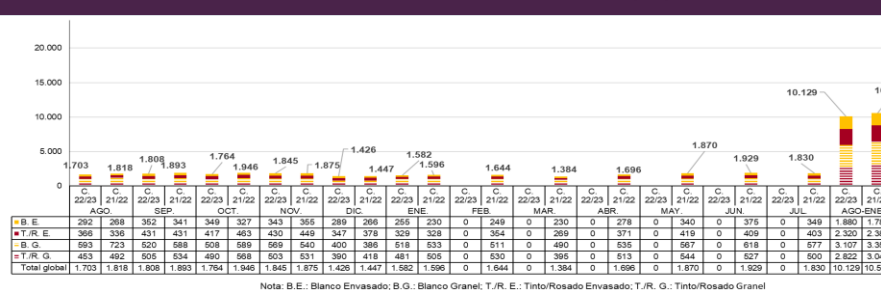 20.000
15.000
10.000
5.000
0
1.703 1.818 1.808 1.893 1.764 1.946 1.845 1.875 1.426 1.447 1.582 1.596 1.644 1.384 1.696 1.870 1.929 1.830 10.129
C. 22/23 C. 21/22 C. 22/23 C. 21/22 C. 22/23 C. 21/22 C. 22/23 C. 21/22 C. 22/23 C. 21/22 C. 22/23 C. 21/22 C. 22/23 C. 21/22 C. 22/23 C. 21/22 C. 22/23 C. 21/22 C. 22/23 C. 21/22 C. 22/23 C. 21/22 C. 22/23 C. 21/22 C. 22/23
AGO. SEP. OCT. NOV. DIC. ENE. FEB. MAR. ABR. MAY. JUN. JUL.
B. E. 292 268 352 341 349 327 343 355 289 266 255 230 0 249 0 230 0 278 0 340 0 375 0 349 1.880
T./R. E. 366 336 431 431 417 463 430 449 347 378 329 328 0 354 0 269 0 371 0 419 0 409 0 403 2.320
B. G. 593 723 520 588 508 589 569 540 400 386 518 533 0 511 0 490 0 535 0 567 0 618 0 577 3.107
T./R. G. 453 492 505 534 490 568 503 531 390 418 481 505 0 530 0 395 0 513 0 544 0 527 0 500 2.822
Total global 1.703 1.818 1.808 1.893 1.764 1.946 1.845 1.875 1.426 1.447 1.582 1.596 0 1.644 0 1.384 0 1.696 0 1.870 0 1.929 0 1.830 10.129
Nota: B.E.: Blanco Envasado; B.G.: Blanco Granel; T./R. E.: Tinto/Rosado Envasado; T./R. G.: Tinto/Rosado Granel